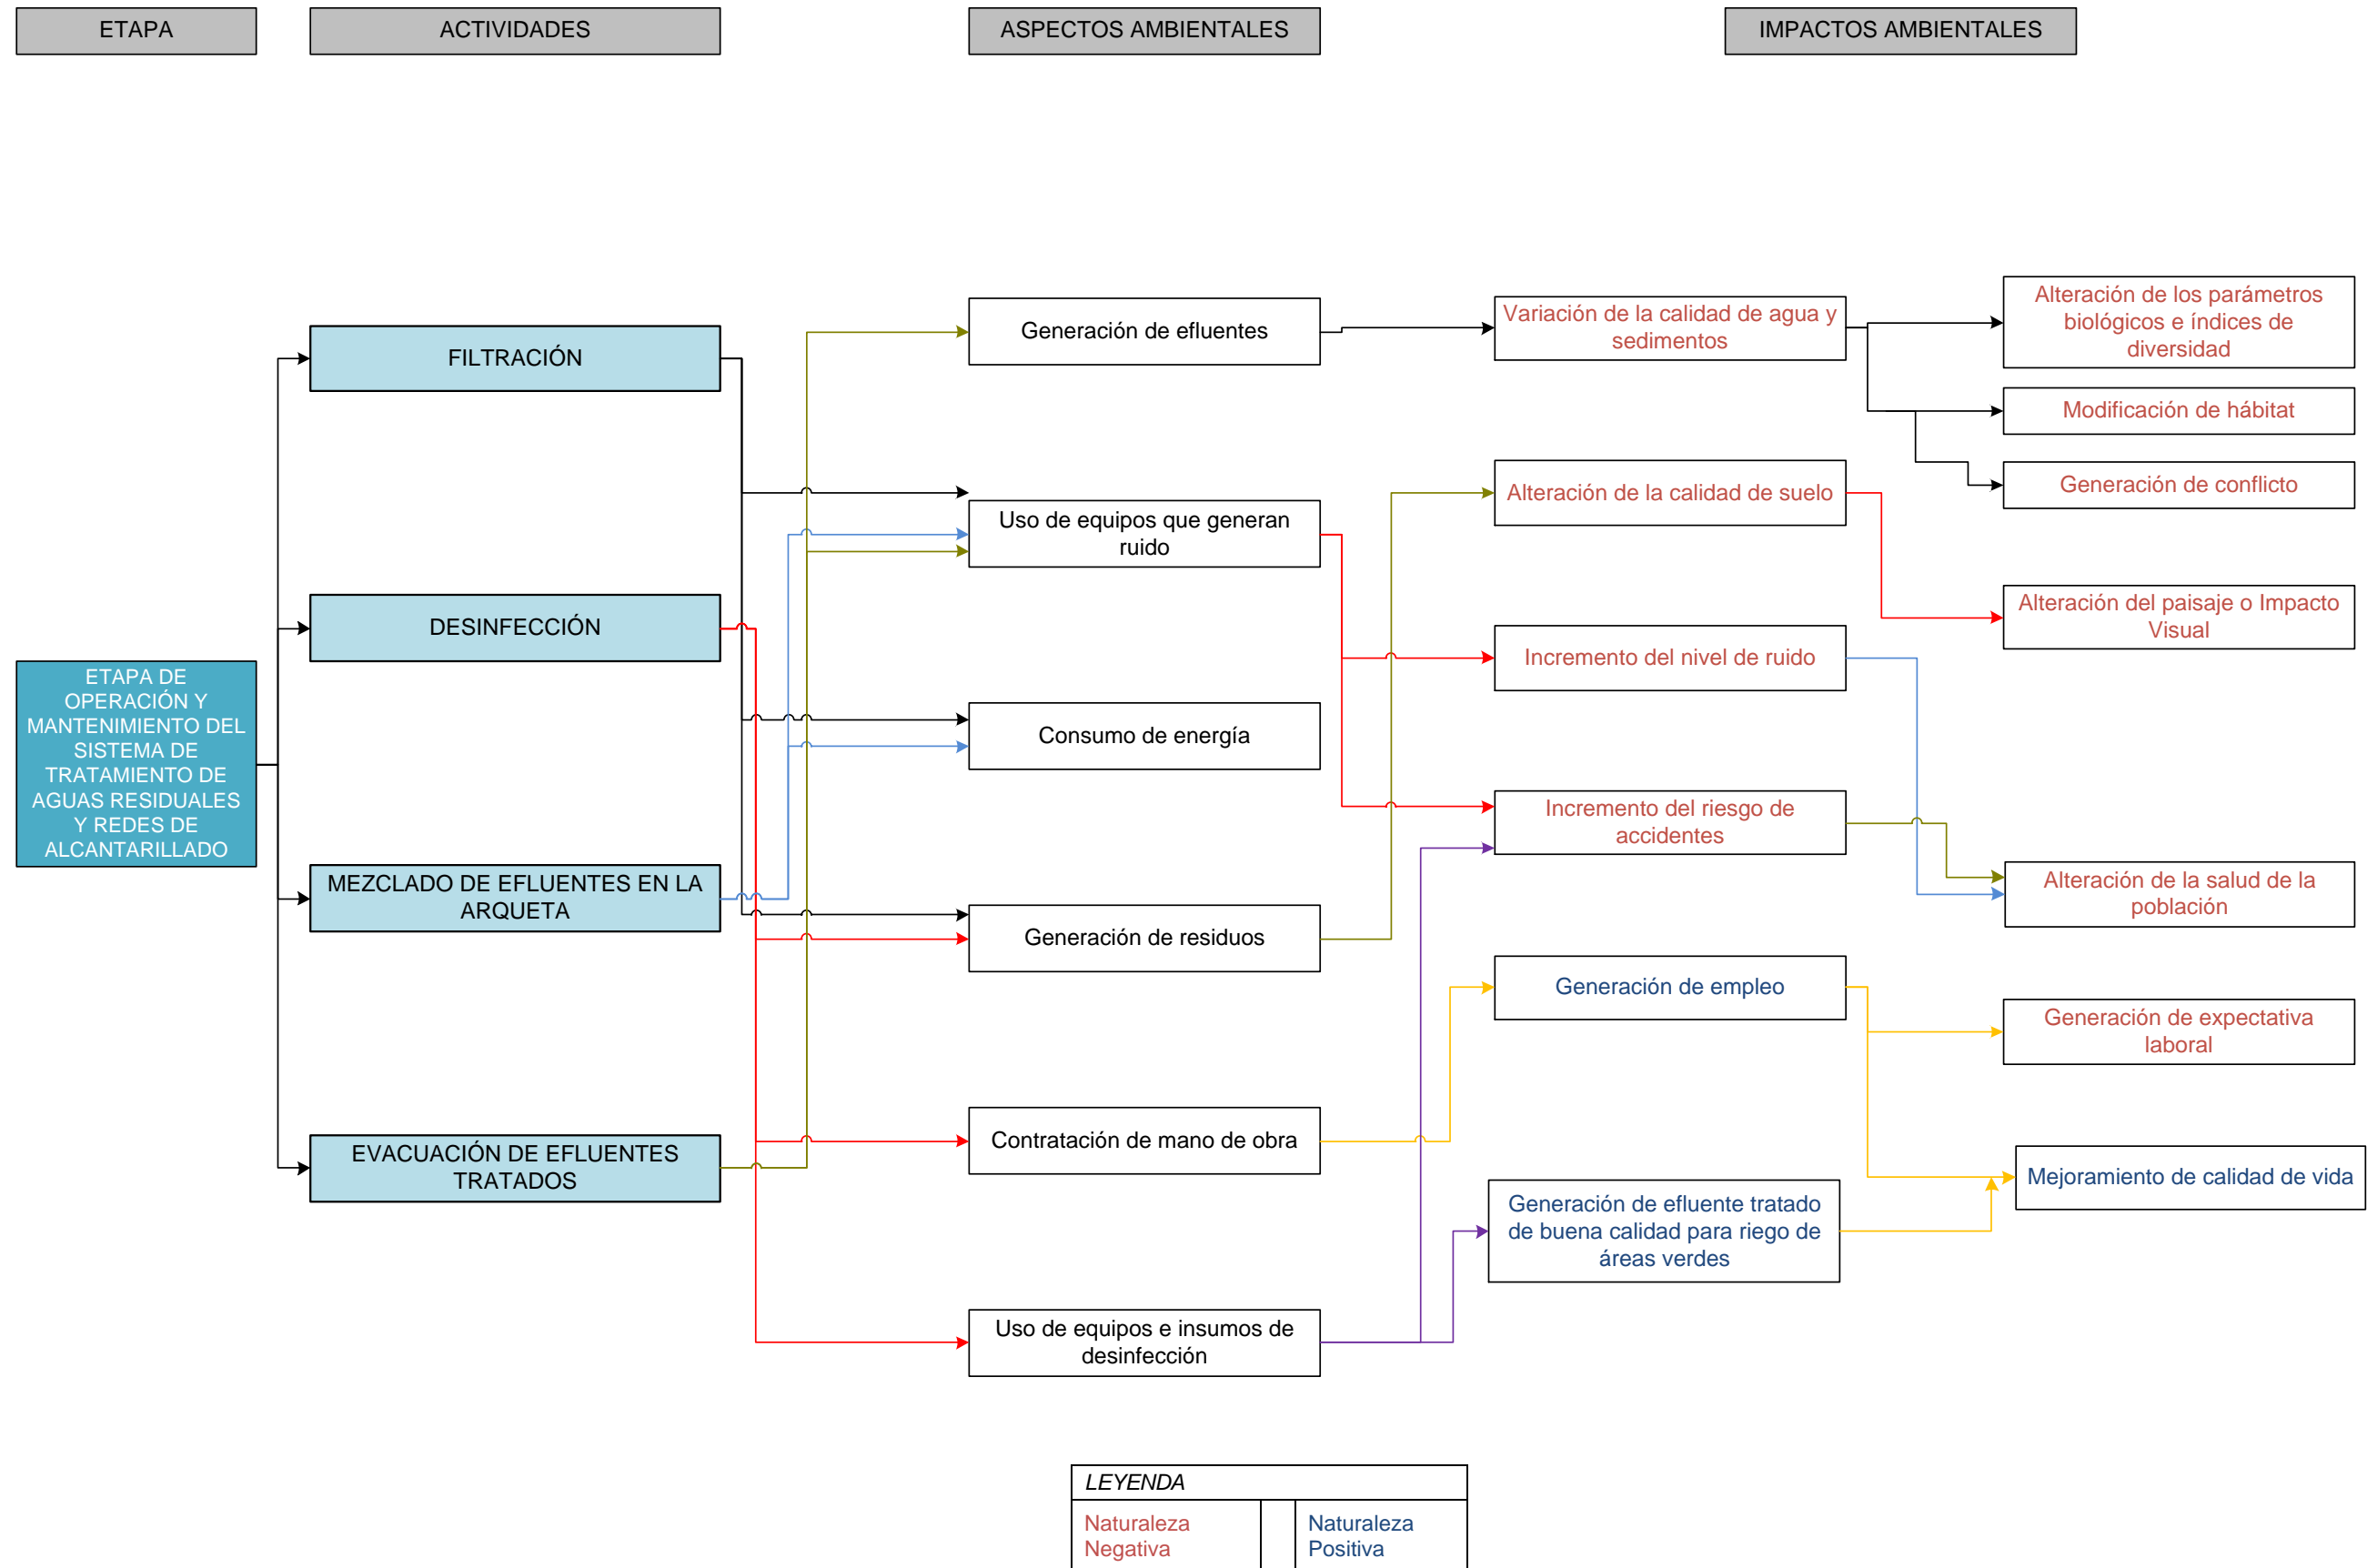 ETAPA
ACTIVIDADES
ASPECTOS AMBIENTALES
IMPACTOS AMBIENTALES
ETAPA DE
OPERACIÓN Y
MANTENIMIENTO DEL
SISTEMA DE
TRATAMIENTO DE
AGUAS RESIDUALES
Y REDES DE
ALCANTARILLADO
FILTRACIÓN
DESINFECCIÓN
MEZCLADO DE EFLUENTES EN LA
ARQUETA
EVACUACIÓN DE EFLUENTES
TRATADOS
Generación de efluentes
Uso de equipos que generan
ruido
Consumo de energía
Generación de residuos
Contratación de mano de obra
Uso de equipos e insumos de
desinfección
Variación de la calidad de agua y
sedimentos
Alteración de la calidad de suelo
Incremento del nivel de ruido
Incremento del riesgo de
accidentes
Generación de empleo
Generación de efluente tratado
de buena calidad para riego de
áreas verdes
Alteración de los parámetros
biológicos e índices de
diversidad
Modificación de hábitat
Generación de conflicto
Alteración del paisaje o Impacto
Visual
Alteración de la salud de la
población
Generación de expectativa
laboral
Mejoramiento de calidad de vida
LEYENDA
Naturaleza
Negativa
Naturaleza
Positiva